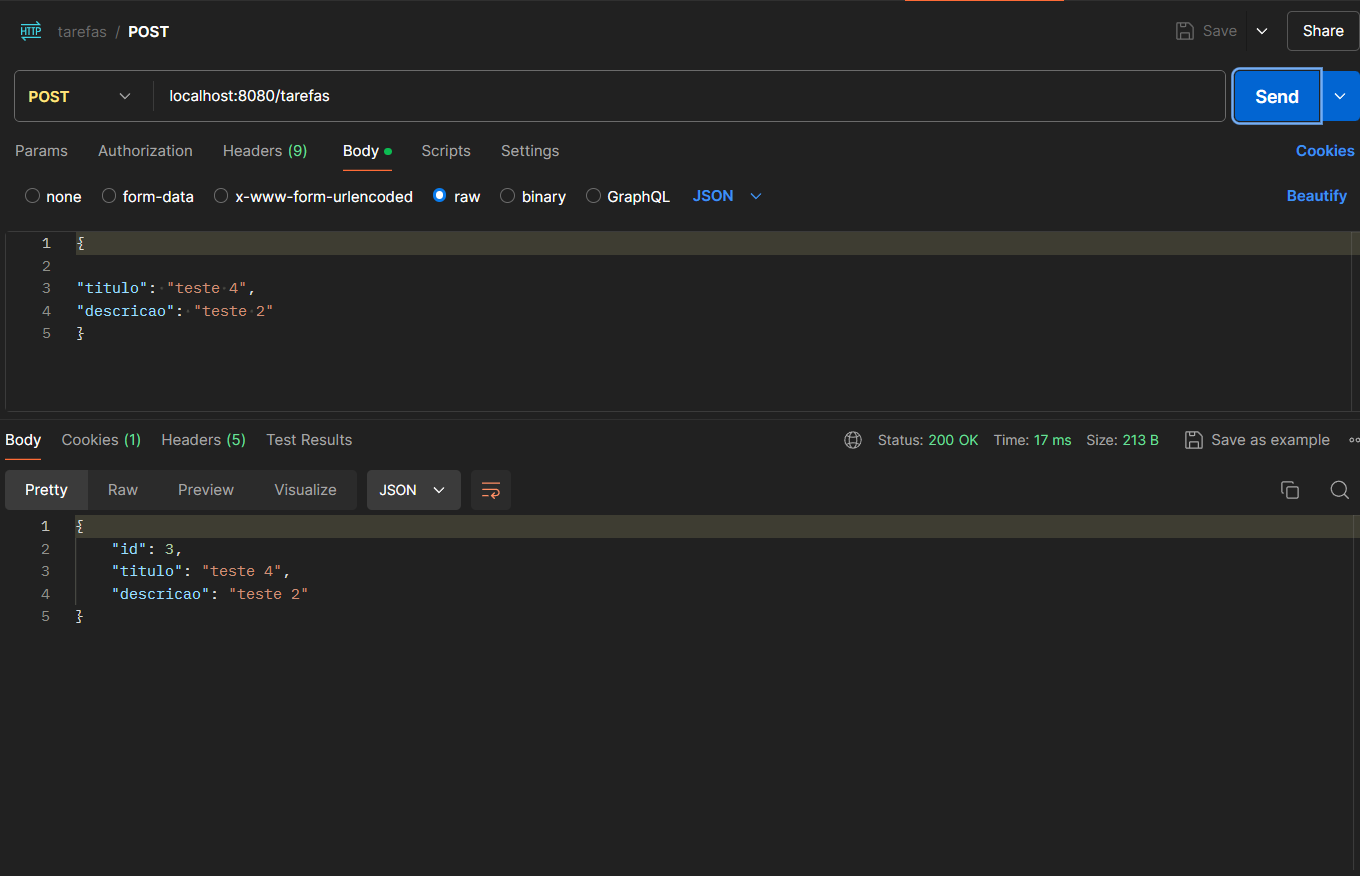 HTTP tarefas / POST Save Share
POST localhost:8080/tarefas Send
Params Authorization Headers (9) Body Scripts Settings Cookies
none form-data x-www-form-urlencoded raw binary GraphQL JSON Beautify
1 {
2
3 "titulo": "teste 4",
4 "descricao": "teste 2"
5 }
Body Cookies (1) Headers (5) Test Results Status: 200 OK Time: 17 ms Size: 213 B Save as example
Pretty Raw Preview Visualize JSON
1 {
2 "id": 3,
3 "titulo": "teste 4",
4 "descricao": "teste 2"
5 }